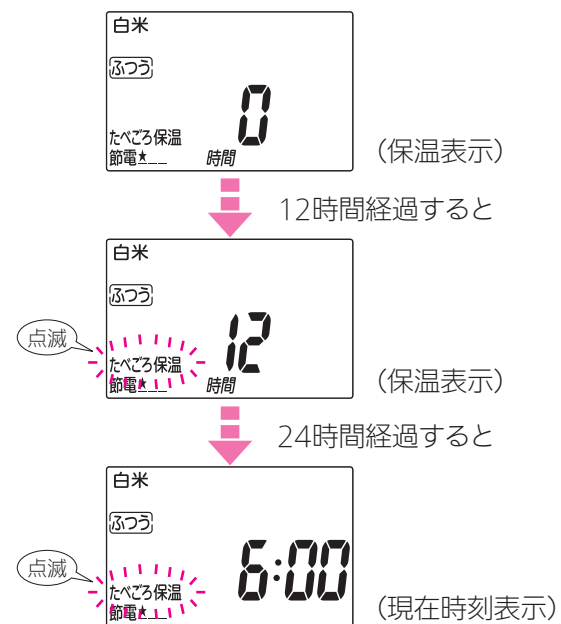 白米
ふつう
0
たべごろ保温
節電★___ 時間
(保温表示)
12時間経過すると
白米
ふつう
点滅
12
たべごろ保温
節電★___ 時間
(保温表示)
24時間経過すると
白米
ふつう
点滅
6:00
たべごろ保温
節電★___
(現在時刻表示)